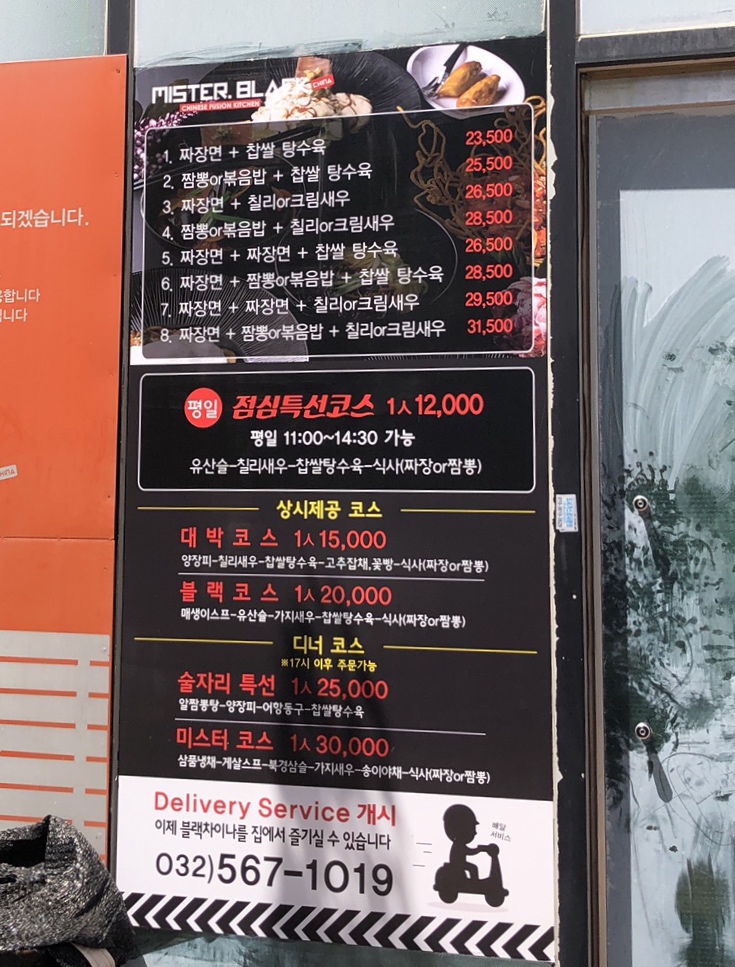 MISTER. BLACK CHINA
CHINESE FUSION KITCHEN
1. 짜장면 + 찹쌀 탕수육 23,500
2. 짬뽕or볶음밥 + 찹쌀 탕수육 25,500
3. 짜장면 + 칠리or크림새우 26,500
4. 짬뽕or볶음밥 + 칠리or크림새우 28,500
5. 짜장면 + 짜장면 + 찹쌀 탕수육 26,500
6. 짜장면 + 짬뽕or볶음밥 + 찹쌀 탕수육 28,500
7. 짜장면 + 짜장면 + 칠리or크림새우 29,500
8. 짜장면 + 짬뽕or볶음밥 + 칠리or크림새우 31,500
평일 점심특선코스 1人 12,000
평일 11:00~14:30 가능
유산슬-칠리새우-찹쌀탕수육-식사(짜장or짬뽕)
상시제공 코스
대박 코스 1人 15,000
양장피-칠리새우-찹쌀탕수육-고추잡채,꽃빵-식사(짜장or짬뽕)
블랙코스 1人 20,000
매생이스프-유산슬-가지새우-찹쌀탕수육-식사(짜장or짬뽕)
디너 코스
※17시 이후 주문가능
술자리 특선 1人 25,000
알짬뽕탕-양장피-어항동구-찹쌀탕수육
미스터 코스 1人 30,000
삼품냉채-게살스프-북경삼슬-가지새우-송이야채-식사(짜장or짬뽕)
Delivery Service 개시
이제 블랙차이나를 집에서 즐기실 수 있습니다
032)567-1019
배달
서비스
되겠습니다.